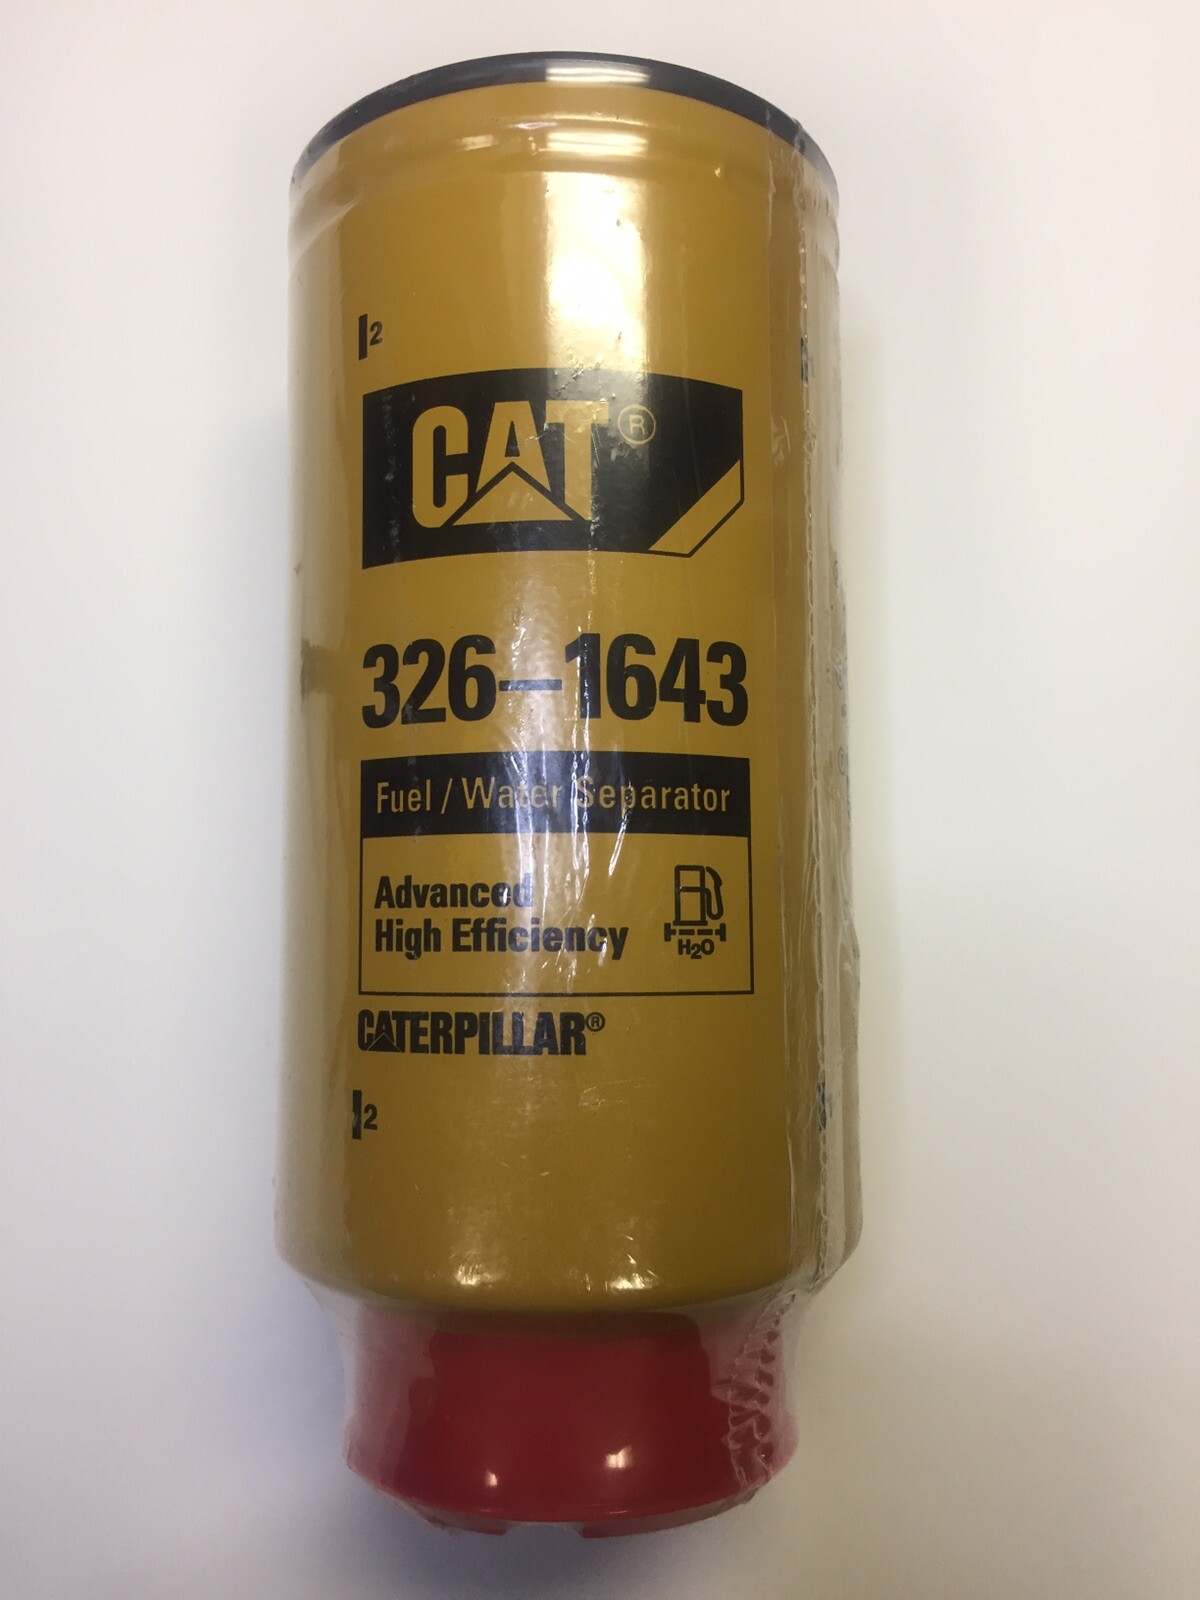 2
CAT®
326-1643
Fuel / Water Separator
Advanced
High Efficiency
H2O
CATERPILLAR®
2